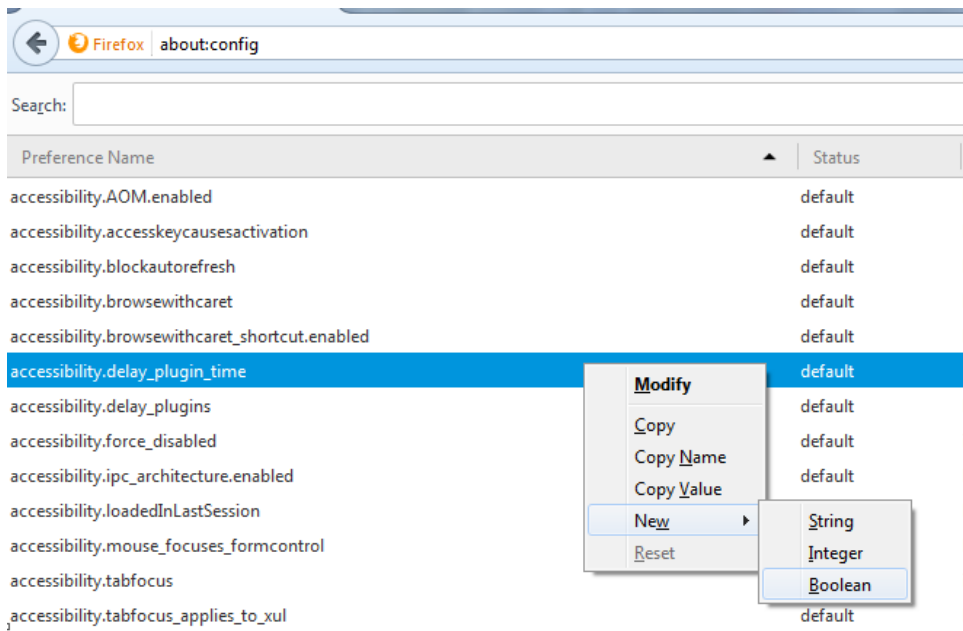 Firefox about:config
Search:
Preference Name Status
accessibility.AOM.enabled default
accessibility.accesskeycausesactivation default
accessibility.blockautorefresh default
accessibility.browsewithcaret default
accessibility.browsewithcaret_shortcut.enabled default
accessibility.delay_plugin_time default
accessibility.delay_plugins default
accessibility.force_disabled default
accessibility.ipc_architecture.enabled default
accessibility.loadedInLastSession
accessibility.mouse_focuses_formcontrol
accessibility.tabfocus
accessibility.tabfocus_applies_to_xul default
Modify
Copy
Copy Name
Copy Value
New
Reset
String
Integer
Boolean